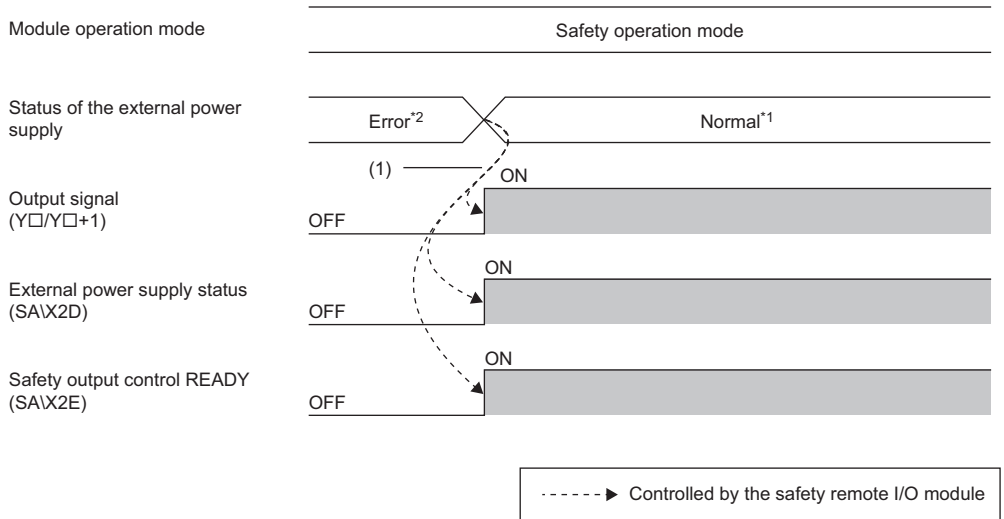 Module operation mode
Safety operation mode
Status of the external power
supply
Error*2
Normal*1
(1)
ON
Output signal
(Y□/Y□+1)
OFF
ON
External power supply status
(SA\X2D)
OFF
ON
Safety output control READY
(SA\X2E)
OFF
Controlled by the safety remote I/O module